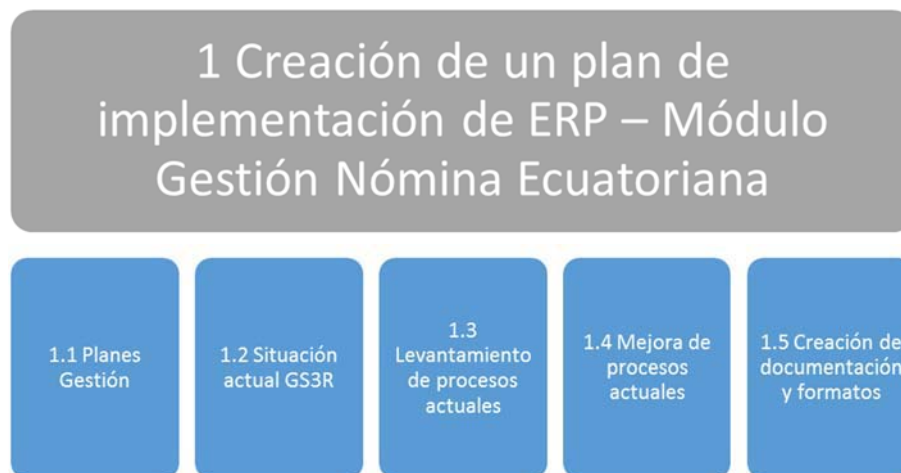 1 Creación de un plan de
implementación de ERP – Módulo
Gestión Nómina Ecuatoriana
1.1 Planes
Gestión
1.2 Situación
actual GS3R
1.3
Levantamiento
de procesos
actuales
1.4 Mejora de
procesos
actuales
1.5 Creación de
documentación
y formatos